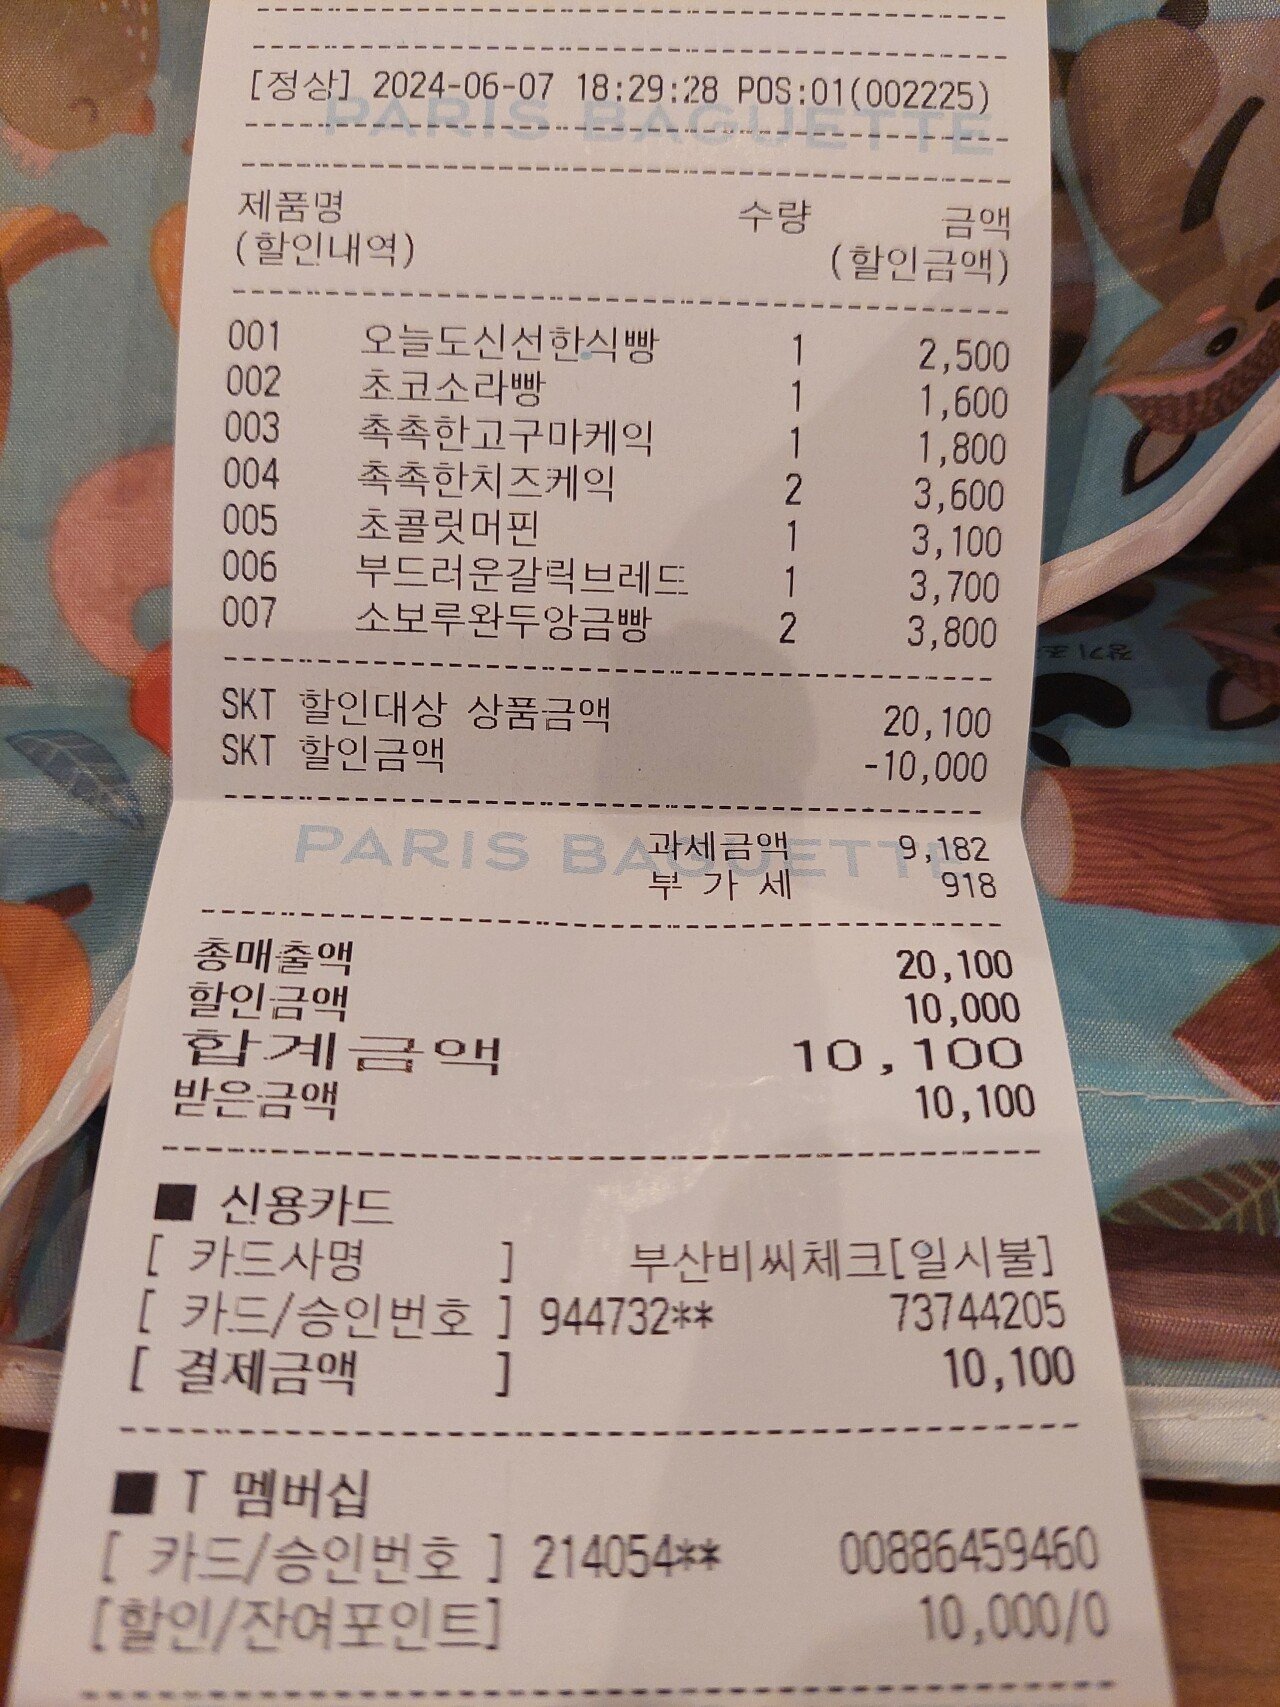 [정상] 2024-06-07 18:29:28 POS:01(002225)
PARIS BAGUETTE
제품명 수량 금액
(할인내역) (할인금액)
001 오늘도신선한식빵 1 2,500
002 초코소라빵 1 1,600
003 촉촉한고구마케익 1 1,800
004 촉촉한치즈케익 2 3,600
005 초콜릿머핀 1 3,100
006 부드러운갈릭브레드 1 3,700
007 소보루완두앙금빵 2 3,800
SKT 할인대상 상품금액 20,100
SKT 할인금액 -10,000
PARIS BAGUETTE
과세금액 9,182
부 가 세 918
총매출액 20,100
할인금액 10,000
합계금액 10,100
받은금액 10,100
■ 신용카드
[ 카드사명 ] 부산비씨체크[일시불]
[ 카드/승인번호 ] 944732** 73744205
[ 결제금액 ] 10,100
■ T 멤버십
[ 카드/승인번호 ] 214054** 00886459460
[할인/잔여포인트] 10,000/0